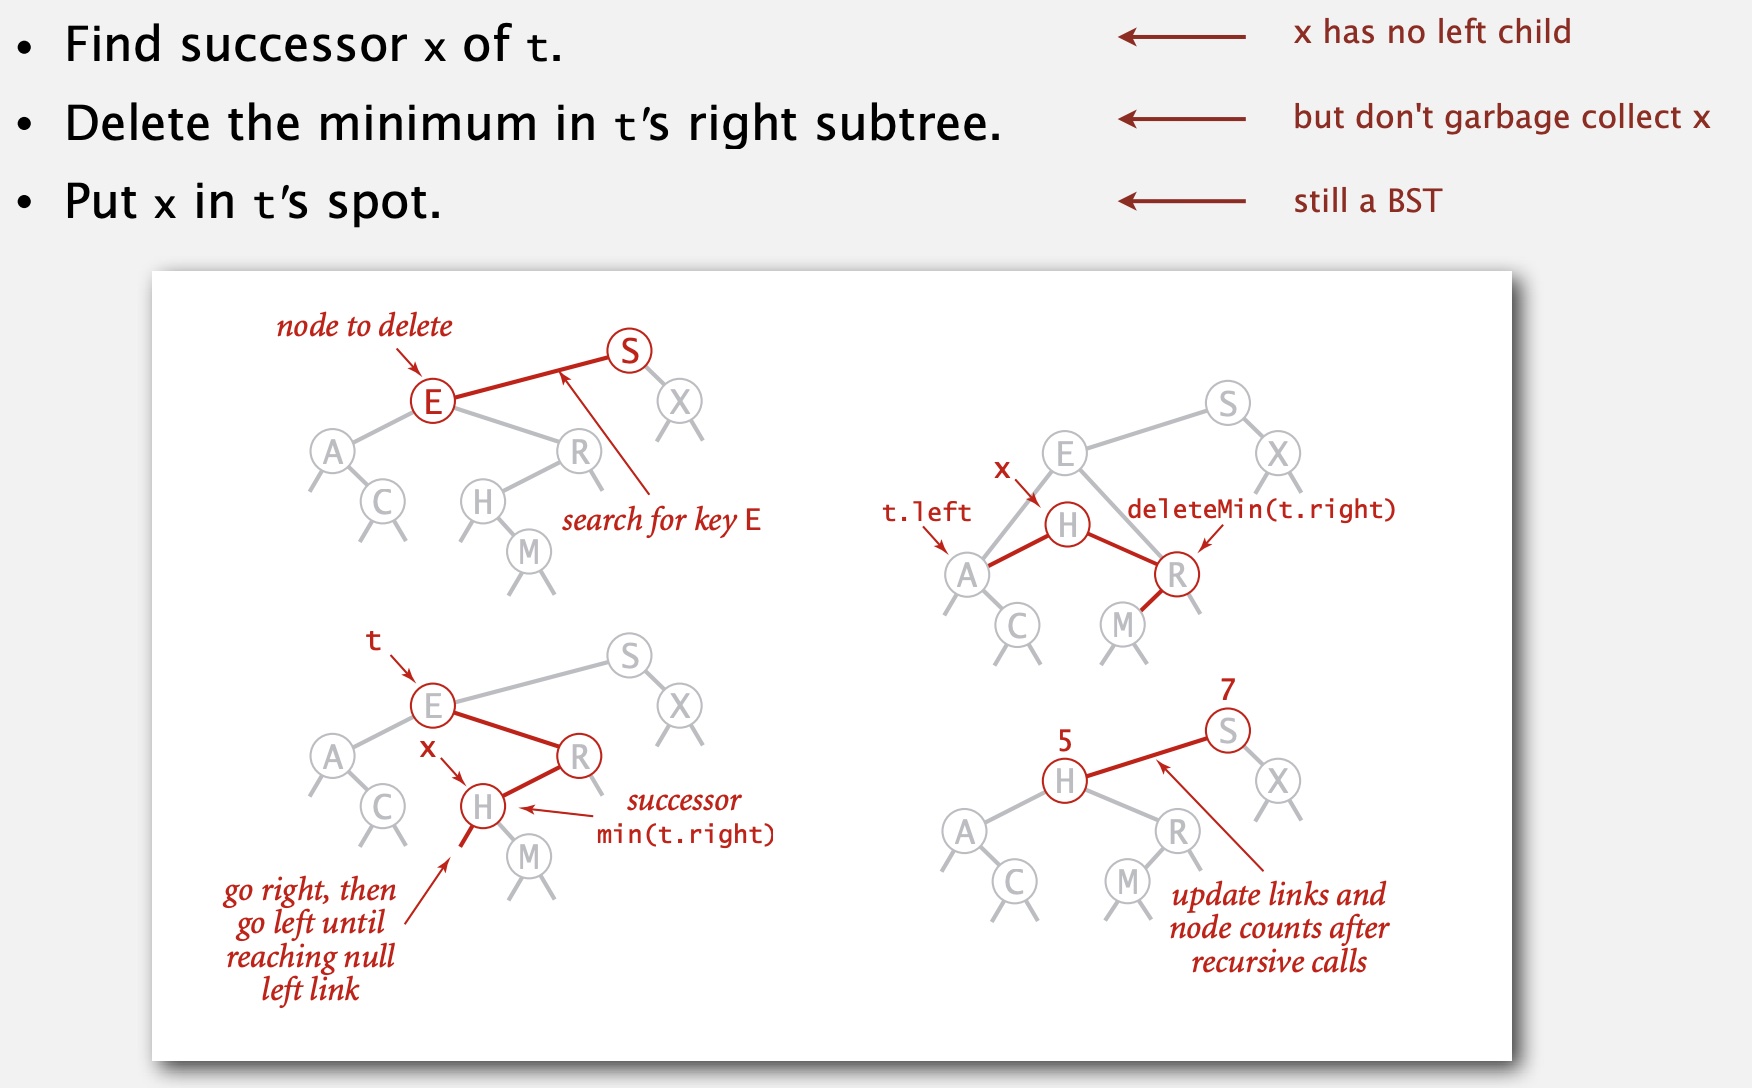 • Find successor x of t.
x has no left child
• Delete the minimum in t’s right subtree.
but don't garbage collect x
• Put x in t’s spot.
still a BST
node to delete
S
E
X
A
R
C
H
search for key E
M
t
S
E
X
x
A
R
C
H
successor
min(t.right)
M
go right, then
go left until
reaching null
left link
S
E
X
x
t.left
H
deleteMin(t.right)
A
R
C
M
7
S
5
H
X
A
R
C
M
update links and
node counts after
recursive calls